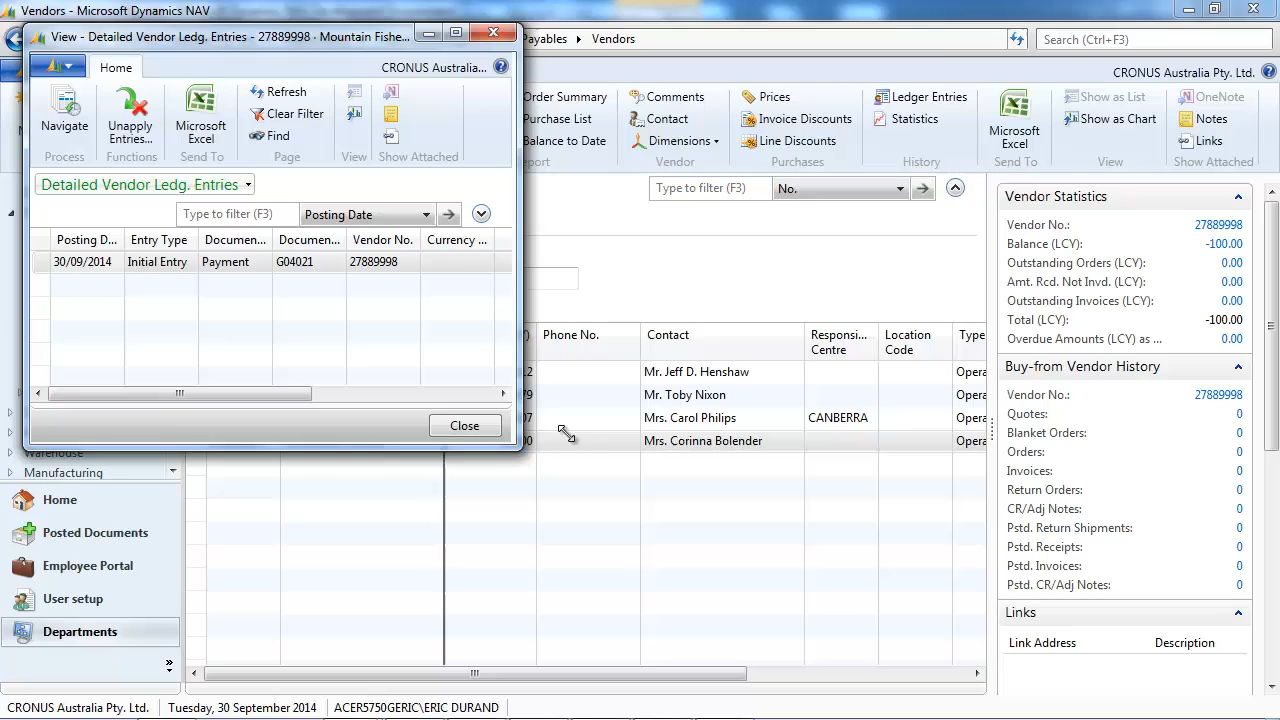 Vendors - Microsoft Dynamics NAV
Payables ▸ Vendors
Search (Ctrl+F3)
CRONUS Australia Pty. Ltd.
Order Summary
Purchase List
Balance to Date
Comments
Contact
Dimensions
Vendor
Prices
Invoice Discounts
Line Discounts
Purchases
Ledger Entries
Statistics
History
Microsoft
Excel
Send To
Show as List
Show as Chart
View
OneNote
Notes
Links
Show Attached
View - Detailed Vendor Ledg. Entries - 27889998 · Mountain Fishe...
Home
CRONUS Australia...
Navigate
Process
Unapply
Entries...
Functions
Microsoft
Excel
Send To
Refresh
Clear Filter
Find
Page
View
Show Attached
Detailed Vendor Ledg. Entries
Type to filter (F3) Posting Date
Posting D... Entry Type Documen... Documen... Vendor No. Currency ...
30/09/2014 Initial Entry Payment G04021 27889998
Close
Type to filter (F3) No.
Phone No. Contact Responsi...
Centre Location
Code Type
12 Mr. Jeff D. Henshaw Opera
79 Mr. Toby Nixon Opera
07 Mrs. Carol Philips CANBERRA Opera
00 Mrs. Corinna Bolender Opera
Vendor Statistics
Vendor No.: 27889998
Balance (LCY): -100.00
Outstanding Orders (LCY): 0.00
Amt. Rcd. Not Invd. (LCY): 0.00
Outstanding Invoices (LCY): 0.00
Total (LCY): -100.00
Overdue Amounts (LCY) as ... 0.00
Buy-from Vendor History
Vendor No.: 27889998
Quotes: 0
Blanket Orders: 0
Orders: 0
Invoices: 0
Return Orders: 0
CR/Adj Notes: 0
Pstd. Return Shipments: 0
Pstd. Receipts: 0
Pstd. Invoices: 0
Pstd. CR/Adj Notes: 0
Links
Link Address Description
Warehouse
Manufacturing
Home
Posted Documents
Employee Portal
User setup
Departments
CRONUS Australia Pty. Ltd. Tuesday, 30 September 2014 ACER5750GERIC\ERIC DURAND